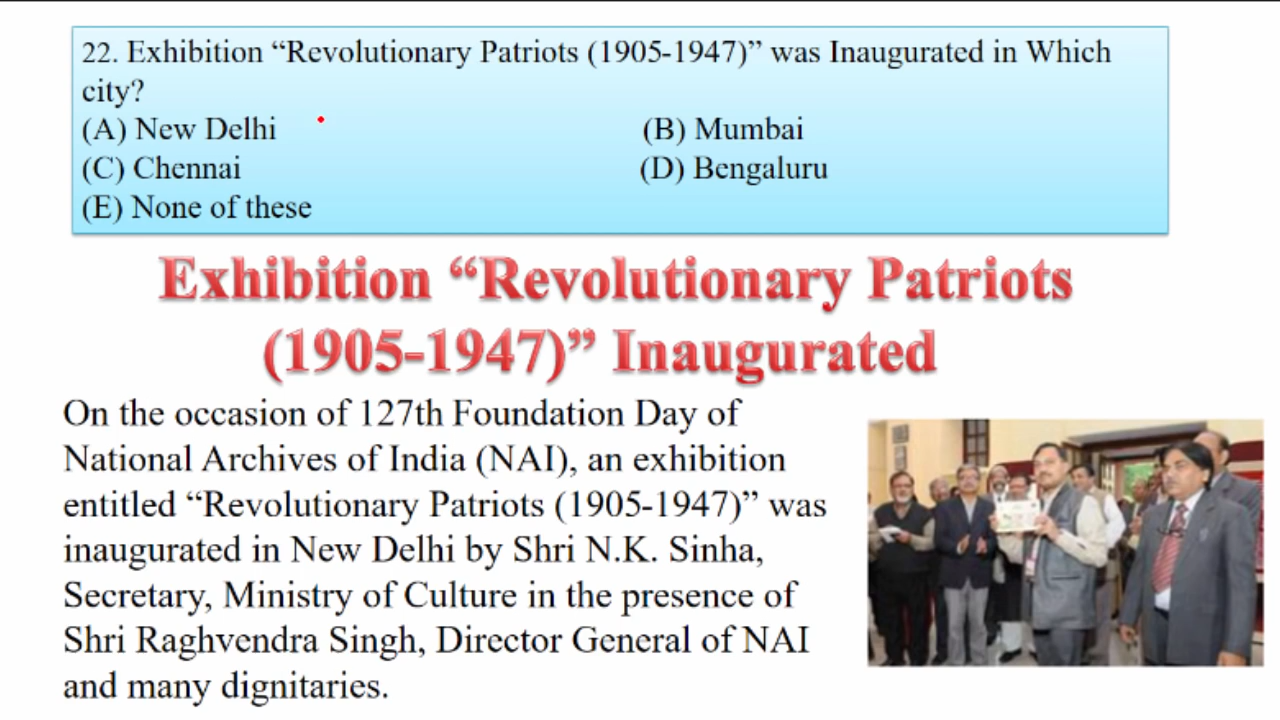 22. Exhibition “Revolutionary Patriots (1905-1947)” was Inaugurated in Which
city?
(A) New Delhi (B) Mumbai
(C) Chennai (D) Bengaluru
(E) None of these
Exhibition “Revolutionary Patriots
(1905-1947)” Inaugurated
On the occasion of 127th Foundation Day of
National Archives of India (NAI), an exhibition
entitled “Revolutionary Patriots (1905-1947)” was
inaugurated in New Delhi by Shri N.K. Sinha,
Secretary, Ministry of Culture in the presence of
Shri Raghvendra Singh, Director General of NAI
and many dignitaries.